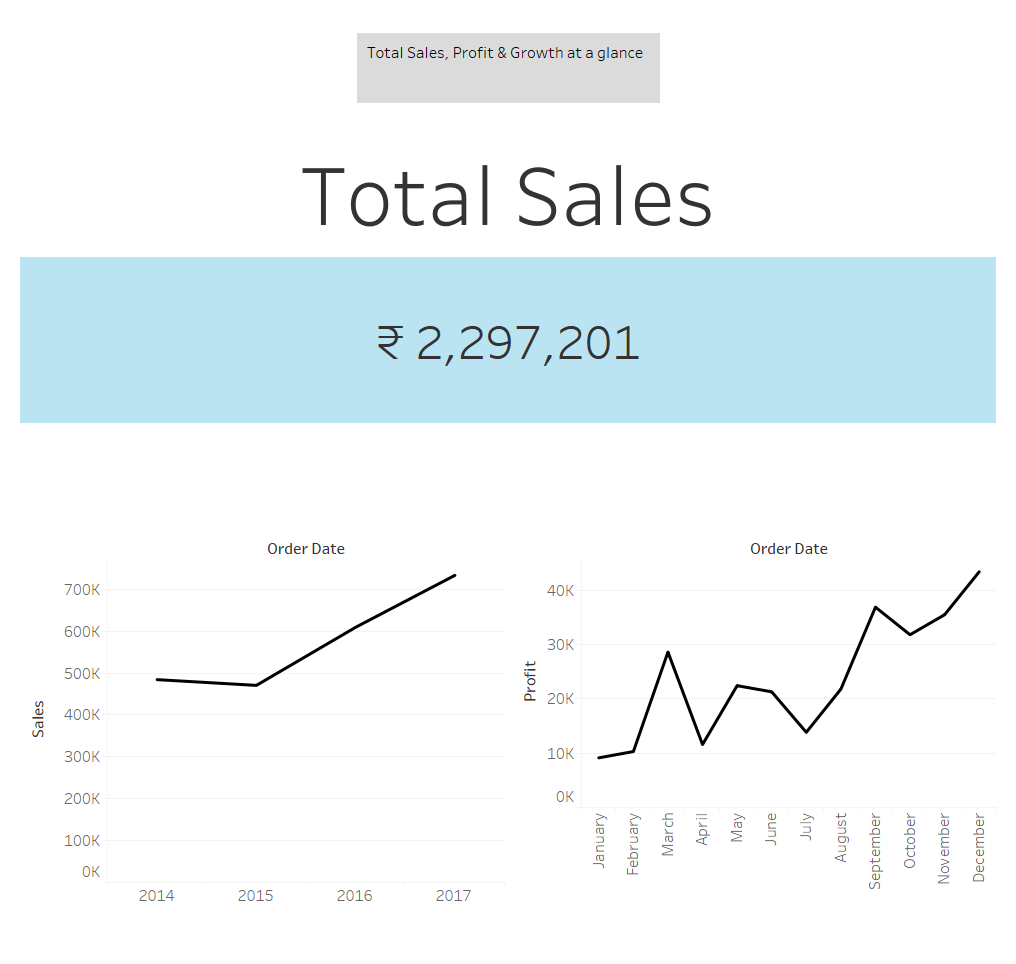 Total Sales, Profit & Growth at a glance
Total Sales
₹ 2,297,201
Order Date
700K
600K
500K
400K
300K
200K
100K
0K
Sales
2014 2015 2016 2017
Order Date
40K
30K
20K
10K
0K
Profit
January
February
March
April
May
June
July
August
September
October
November
December